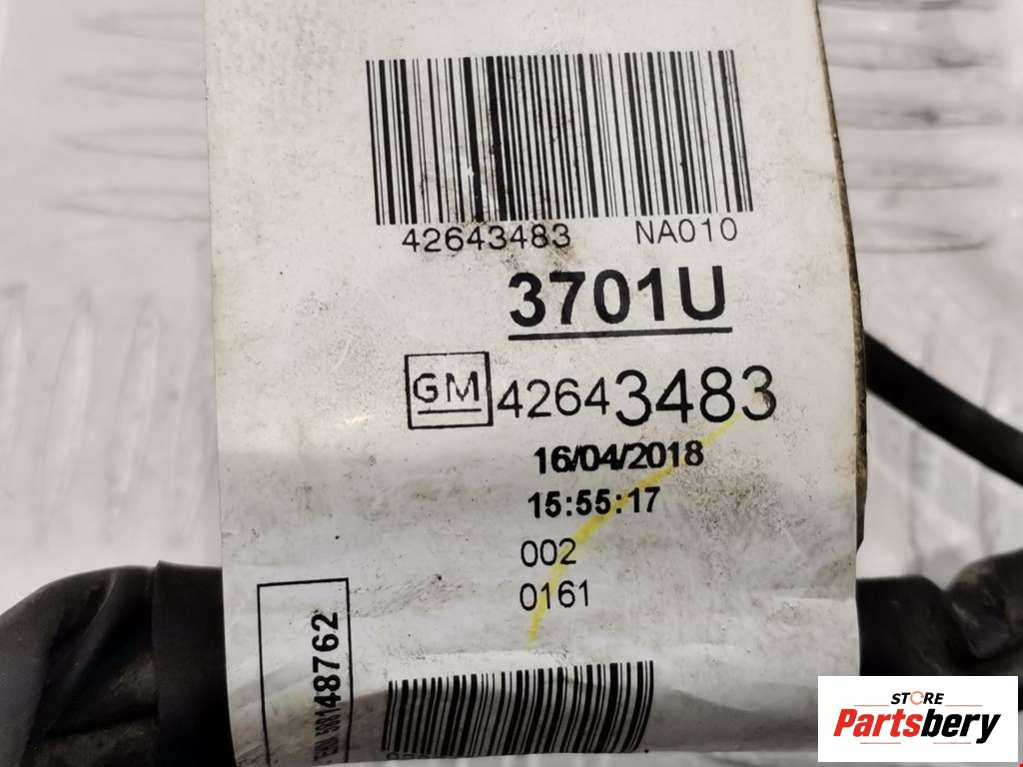 42643483 NA010
3701U
GM 42643483
16/04/2018
15:55:17
002
0161
48762
STORE
Partsbery